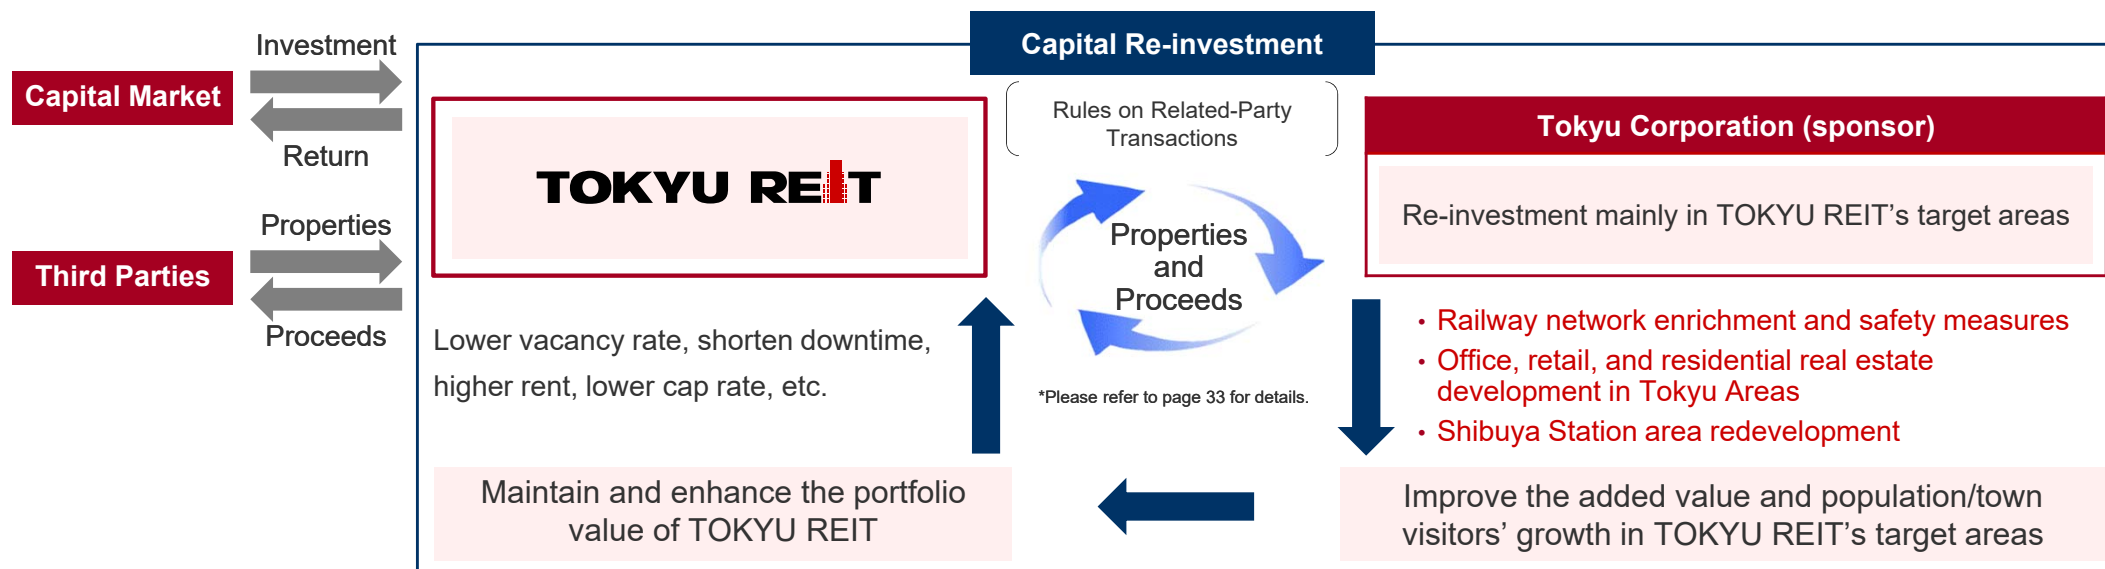 Capital Re-investment
Investment
Capital Market
Return
Properties
Third Parties
Proceeds
TOKYU REIT
Rules on Related-Party
Transactions
Properties
and
Proceeds
*Please refer to page 33 for details.
Tokyu Corporation (sponsor)
Re-investment mainly in TOKYU REIT’s target areas
• Railway network enrichment and safety measures
• Office, retail, and residential real estate
development in Tokyu Areas
• Shibuya Station area redevelopment
Lower vacancy rate, shorten downtime,
higher rent, lower cap rate, etc.
Maintain and enhance the portfolio
value of TOKYU REIT
Improve the added value and population/town
visitors’ growth in TOKYU REIT’s target areas